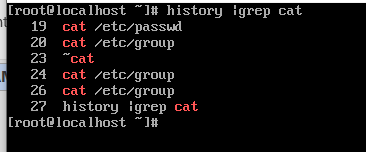 [root@localhost ~]# history |grep cat
19 cat /etc/passwd
20 cat /etc/group
23 ~cat
24 cat /etc/group
26 cat /etc/group
27 history |grep cat
[root@localhost ~]#